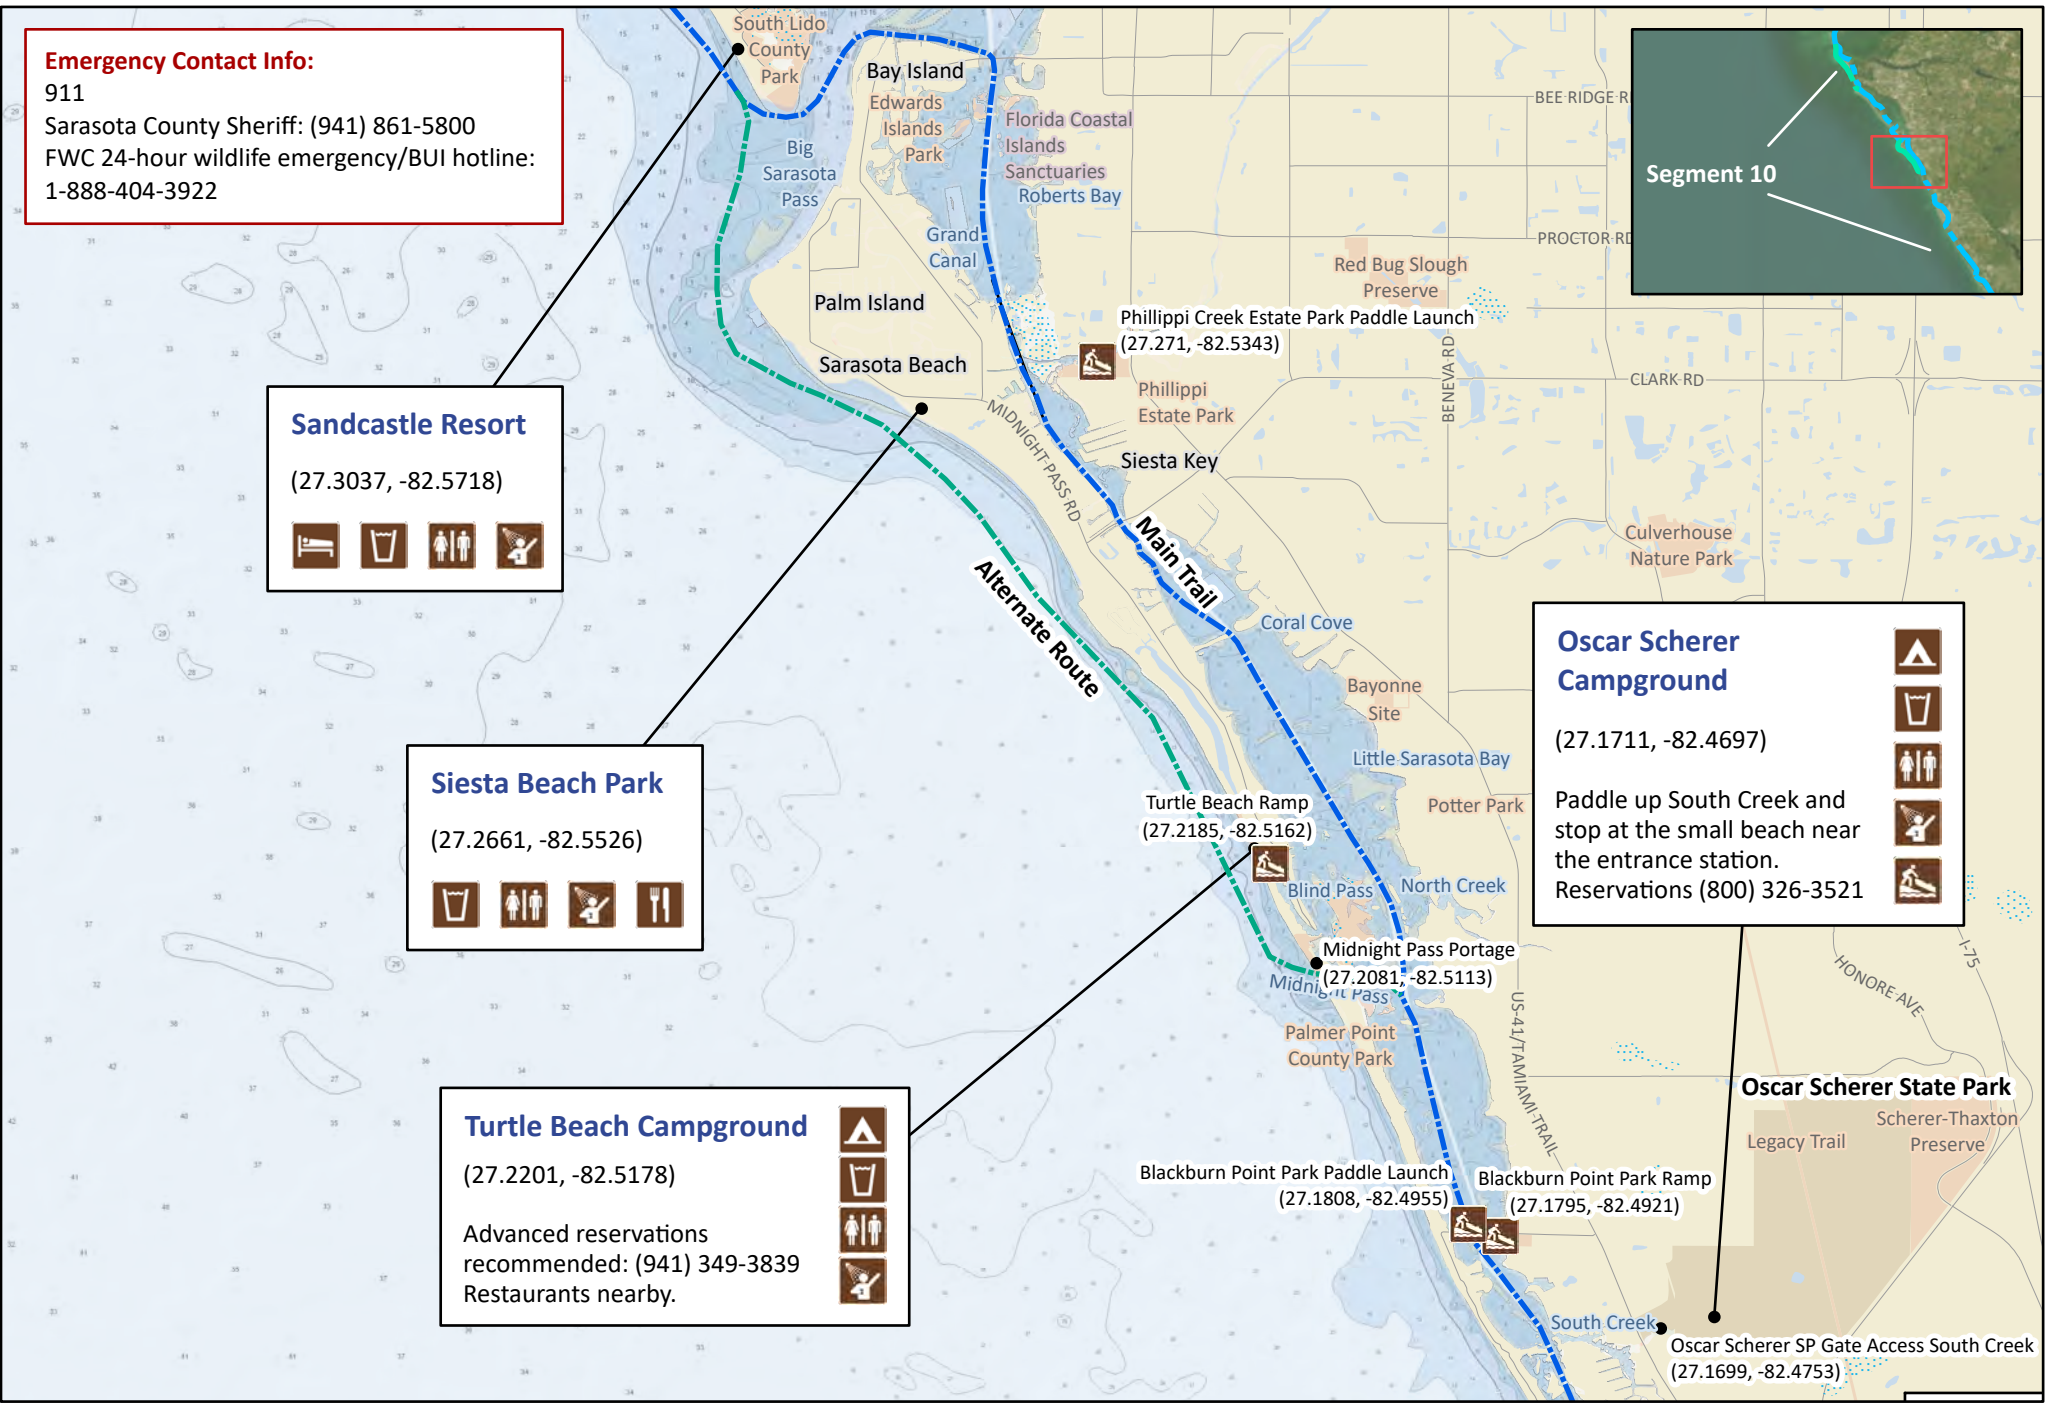 Emergency Contact Info:
911
Sarasota County Sheriff: (941) 861-5800
FWC 24-hour wildlife emergency/BUI hotline:
1-888-404-3922
South Lido
County
Park
Bay Island
Edwards
Islands
Park
Florida Coastal
Islands
Sanctuaries
Roberts Bay
Big
Sarasota
Pass
Grand
Canal
BEE RIDGE R
PROCTOR RD
Segment 10
Red Bug Slough
Preserve
Palm Island
Phillippi Creek Estate Park Paddle Launch
(27.271, -82.5343)
Sarasota Beach
BENEVA RD
CLARK RD
Phillippi
Estate Park
MIDNIGHT PASS RD
Siesta Key
Sandcastle Resort
(27.3037, -82.5718)
Main Trail
Alternate Route
Culverhouse
Nature Park
Coral Cove
Bayonne
Site
Little Sarasota Bay
Potter Park
Oscar Scherer
Campground
(27.1711, -82.4697)
Paddle up South Creek and
stop at the small beach near
the entrance station.
Reservations (800) 326-3521
Siesta Beach Park
(27.2661, -82.5526)
Turtle Beach Ramp
(27.2185, -82.5162)
Blind Pass
North Creek
Midnight Pass Portage
(27.2081, -82.5113)
Midnight Pass
Palmer Point
County Park
US-41/TAMIAMI TRAIL
HONORE AVE
I-75
Oscar Scherer State Park
Scherer-Thaxton
Preserve
Legacy Trail
Turtle Beach Campground
(27.2201, -82.5178)
Advanced reservations
recommended: (941) 349-3839
Restaurants nearby.
Blackburn Point Park Paddle Launch
(27.1808, -82.4955)
Blackburn Point Park Ramp
(27.1795, -82.4921)
South Creek
Oscar Scherer SP Gate Access South Creek
(27.1699, -82.4753)